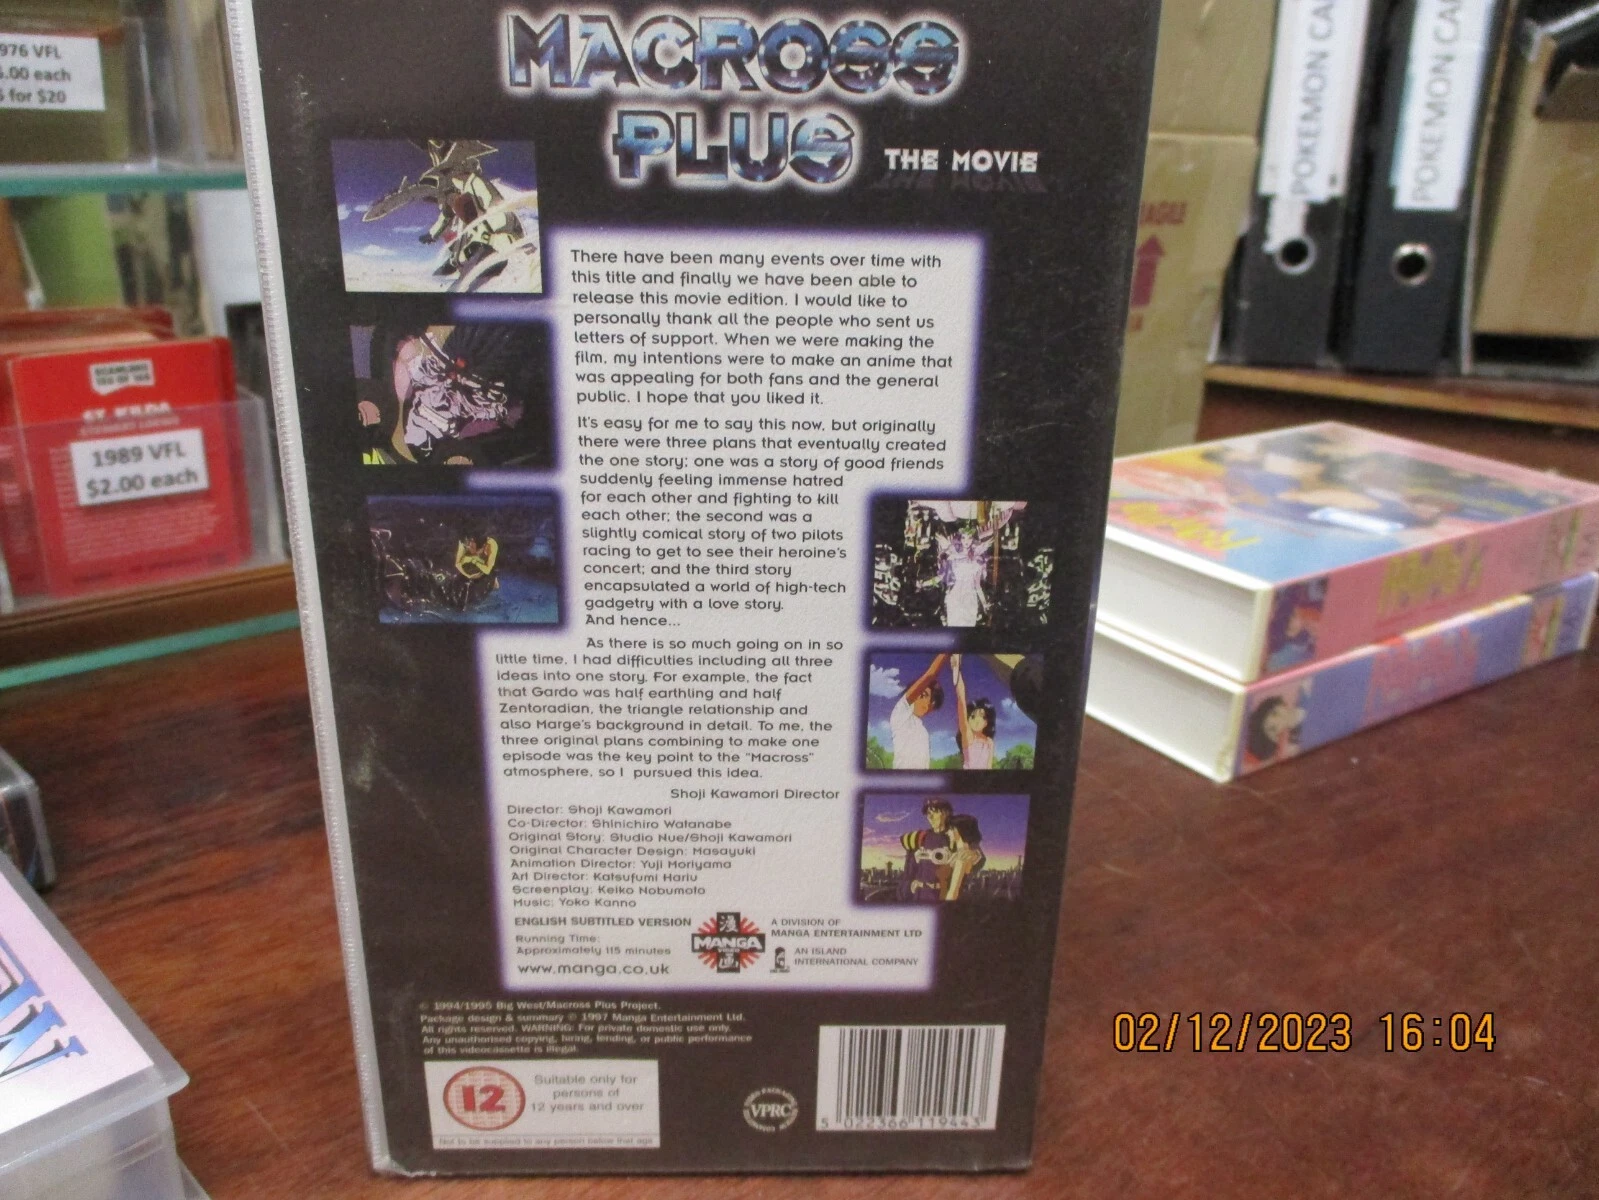 976 VFL
.00 each
for $20
MACROSS
PLUS THE MOVIE
There have been many events over time with
this title and finally we have been able to
release this movie edition. I would like to
personally thank all the people who sent us
letters of support. When we were making the
film, my intentions were to make an anime that
was appealing for both fans and the general
public. I hope that you liked it.
It's easy for me to say this now, but originally
there were three plans that eventually created
the one story; one was a story of good friends
suddenly feeling immense hatred
for each other and fighting to kill
each other; the second was a
slightly comical story of two pilots
racing to get to see their heroine's
concert; and the third story
encapsulated a world of high-tech
gadgetry with a love story.
And hence...
As there is so much going on in so
little time, I had difficulties including all three
ideas into one story. For example, the fact
that Gardo was half earthling and half
Zentoradian, the triangle relationship and
also Marge's background in detail. To me, the
three original plans combining to make one
episode was the key point to the "Macross"
atmosphere, so I pursued this idea.
Shoji Kawamori Director
Director: Shoji Kawamori
Co-Director: Shinichiro Watanabe
Original Story: Studio Nue/Shoji Kawamori
Original Character Design: Masayuki
Animation Director: Yuji Moriyama
Art Director: Katsufumi Hariu
Screenplay: Keiko Nobumoto
Music: Yoko Kanno
ENGLISH SUBTITLED VERSION
Running Time:
Approximately 115 minutes
www.manga.co.uk
MANGA
VIDEO
A DIVISION OF
MANGA ENTERTAINMENT LTD
AN ISLAND
INTERNATIONAL COMPANY
© 1994/1995 Big West/Macross Plus Project.
Package design & summary © 1997 Manga Entertainment Ltd.
All rights reserved. WARNING: For private domestic use only.
Any unauthorised copying, hiring, lending, or public performance
of this videocassette is illegal.
12
Suitable only for
persons of
12 years and over
Not to be supplied to any person below that age
VPRC
5 022366 119443
ST. KILDA
1989 VFL
$2.00 each
POKEMON CA
POKEMON CA
AGILE
02/12/2023 16:04